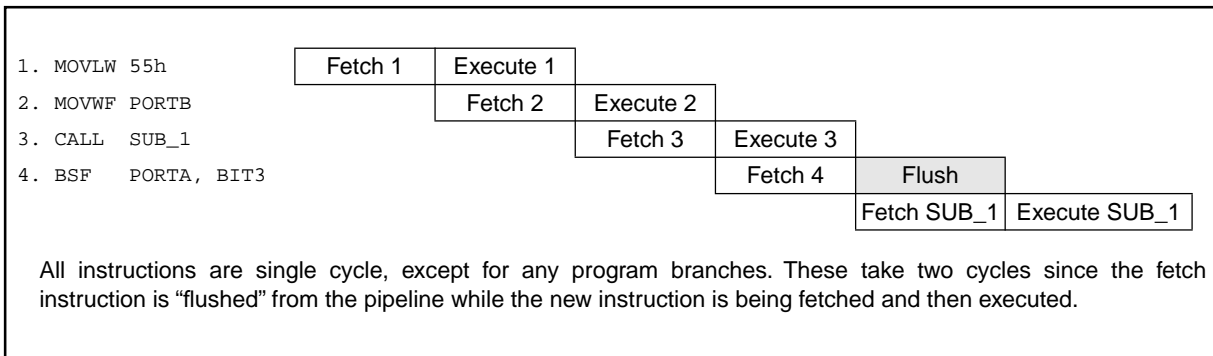 1. MOVLW 55h Fetch 1 Execute 1
2. MOVWF PORTB Fetch 2 Execute 2
3. CALL SUB_1 Fetch 3 Execute 3
4. BSF PORTA, BIT3 Fetch 4 Flush
Fetch SUB_1 Execute SUB_1
All instructions are single cycle, except for any program branches. These take two cycles since the fetch
instruction is “flushed” from the pipeline while the new instruction is being fetched and then executed.